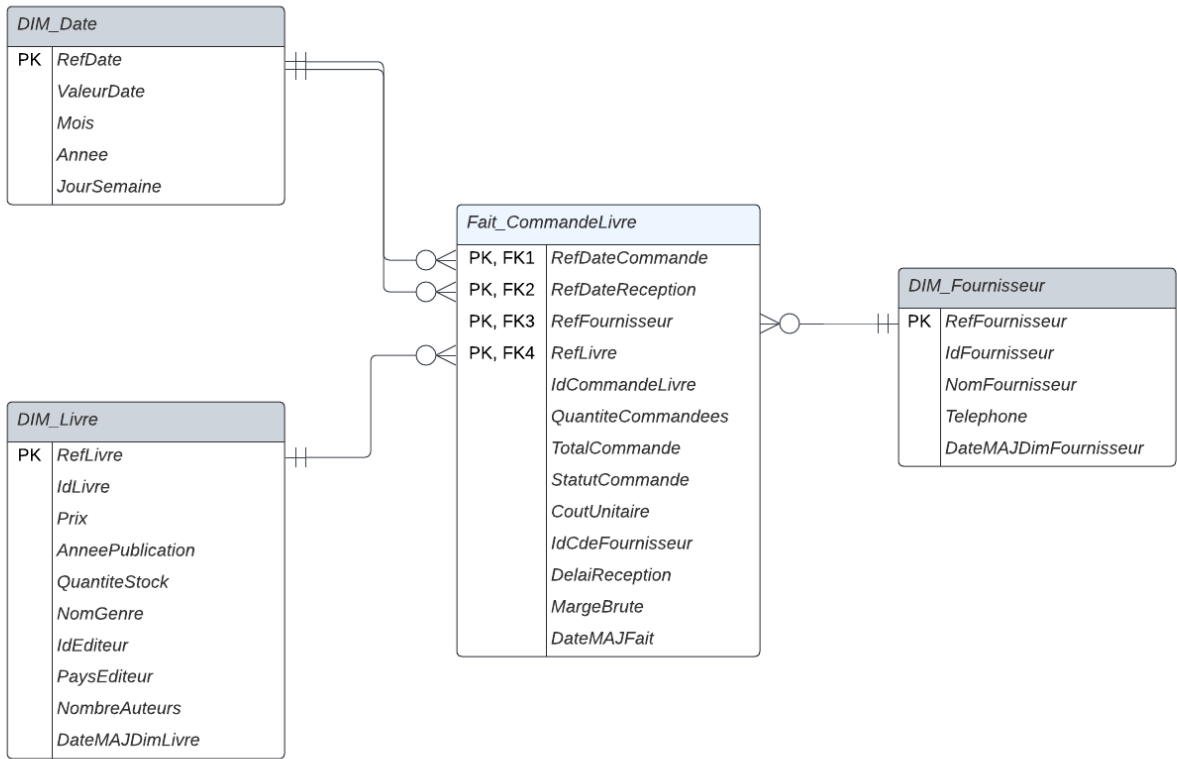 DIM_Date
PK RefDate
ValeurDate
Mois
Annee
JourSemaine
Fait_CommandeLivre
PK, FK1 RefDateCommande
PK, FK2 RefDateReception
PK, FK3 RefFournisseur
PK, FK4 RefLivre
IdCommandeLivre
QuantiteCommandees
TotalCommande
StatutCommande
CoutUnitaire
IdCdeFournisseur
DelaiReception
MargeBrute
DateMAJFait
DIM_Fournisseur
PK RefFournisseur
IdFournisseur
NomFournisseur
Telephone
DateMAJDimFournisseur
DIM_Livre
PK RefLivre
IdLivre
Prix
AnneePublication
QuantiteStock
NomGenre
IdEditeur
PaysEditeur
NombreAuteurs
DateMAJDimLivre